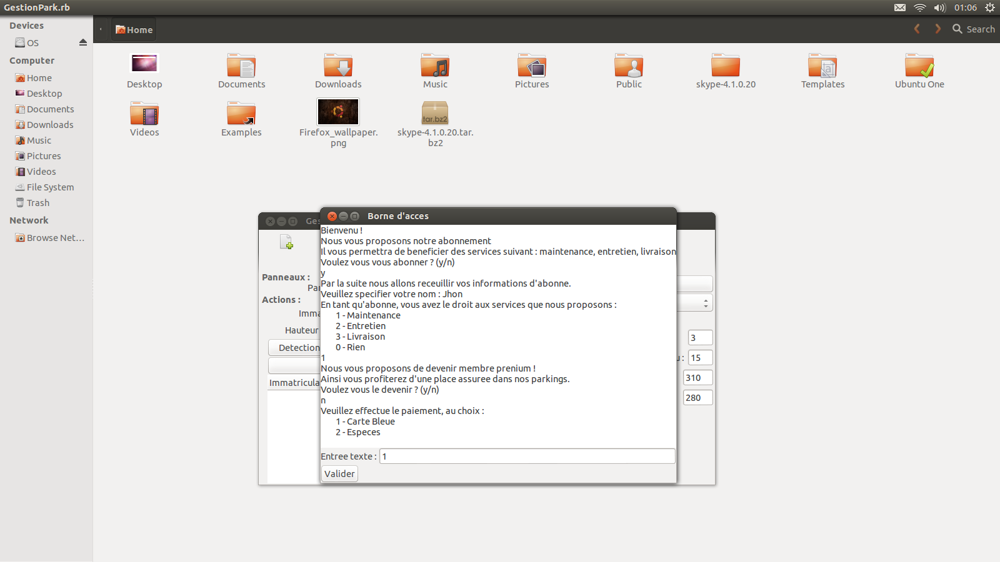 GestionPark.rb
01:06
Devices
OS
Computer
Home
Desktop
Documents
Downloads
Music
Pictures
Videos
File System
Trash
Network
Browse Net...
Home
Search
Desktop
Documents
Downloads
Music
Pictures
Public
skype-4.1.0.20
Templates
Ubuntu One
Videos
Examples
Firefox_wallpaper.
png
tar.bz2
skype-4.1.0.20.tar.
bz2
Ges
Panneaux :
Par
Actions :
Imma
Hauteur
Detection
Immatricula
3
u : 15
310
280
Borne d'acces
Bienvenu !
Nous vous proposons notre abonnement
Il vous permettra de beneficier des services suivant : maintenance, entretien, livraison
Voulez vous vous abonner ? (y/n)
y
Par la suite nous allons receuillir vos informations d'abonne.
Veuillez specifier votre nom : Jhon
En tant qu'abonne, vous avez le droit aux services que nous proposons :
1 - Maintenance
2 - Entretien
3 - Livraison
0 - Rien
1
Nous vous proposons de devenir membre prenium !
Ainsi vous profiterez d'une place assuree dans nos parkings.
Voulez vous le devenir ? (y/n)
n
Veuillez effectue le paiement, au choix :
1 - Carte Bleue
2 - Especes
Entree texte : 1
Valider